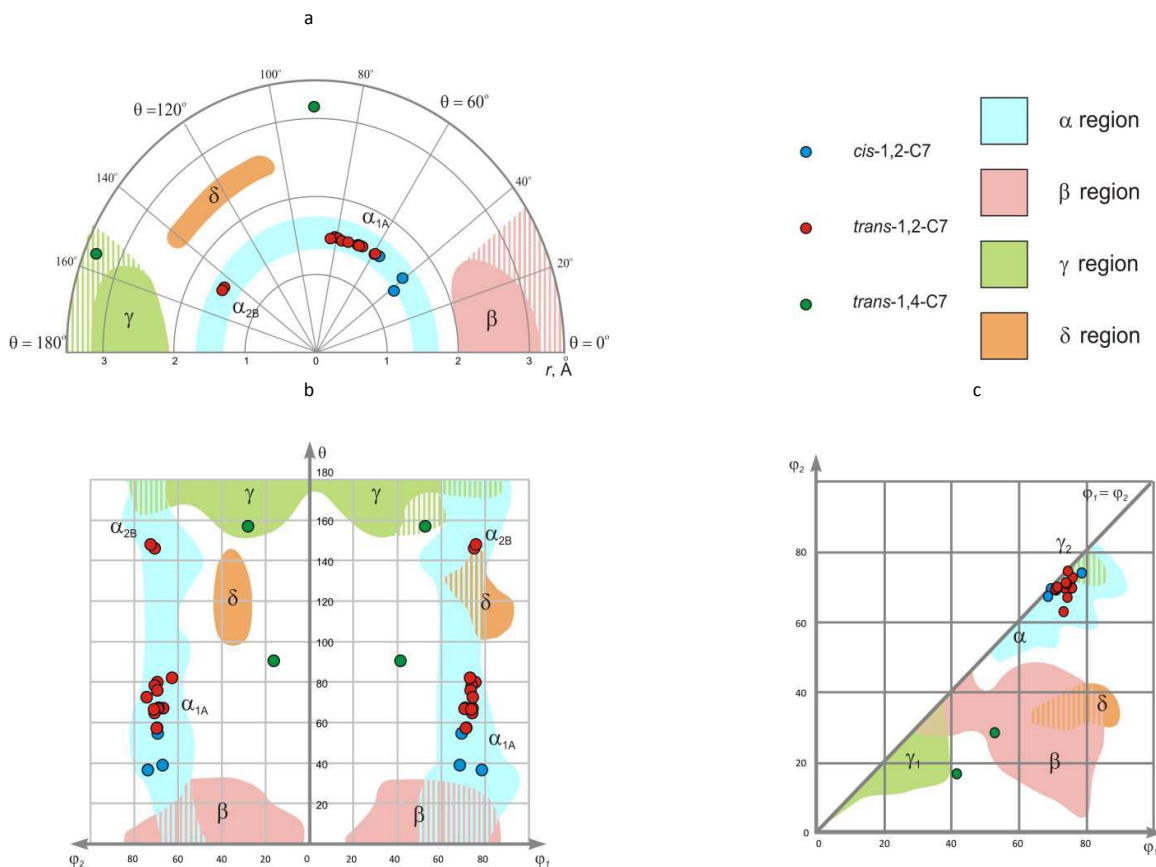 a
100°
80°
θ =120°
θ = 60°
140°
40°
δ
α1A
160°
20°
α2B
γ
β
θ =180°
θ =0°
3
2
1
0
1
2
3
r, Å
cis-1,2-C7
trans-1,2-C7
trans-1,4-C7
α region
β region
γ region
δ region
b
θ
180
γ
γ
160
α2B
α2B
140
δ
120
δ
100
80
α1A
60
α1A
40
β
20
β
φ2
80
60
40
20
0
20
40
60
80
φ1
c
φ2
φ1 = φ2
80
γ2
60
α
40
δ
20
γ1
β
0
0
20
40
60
80